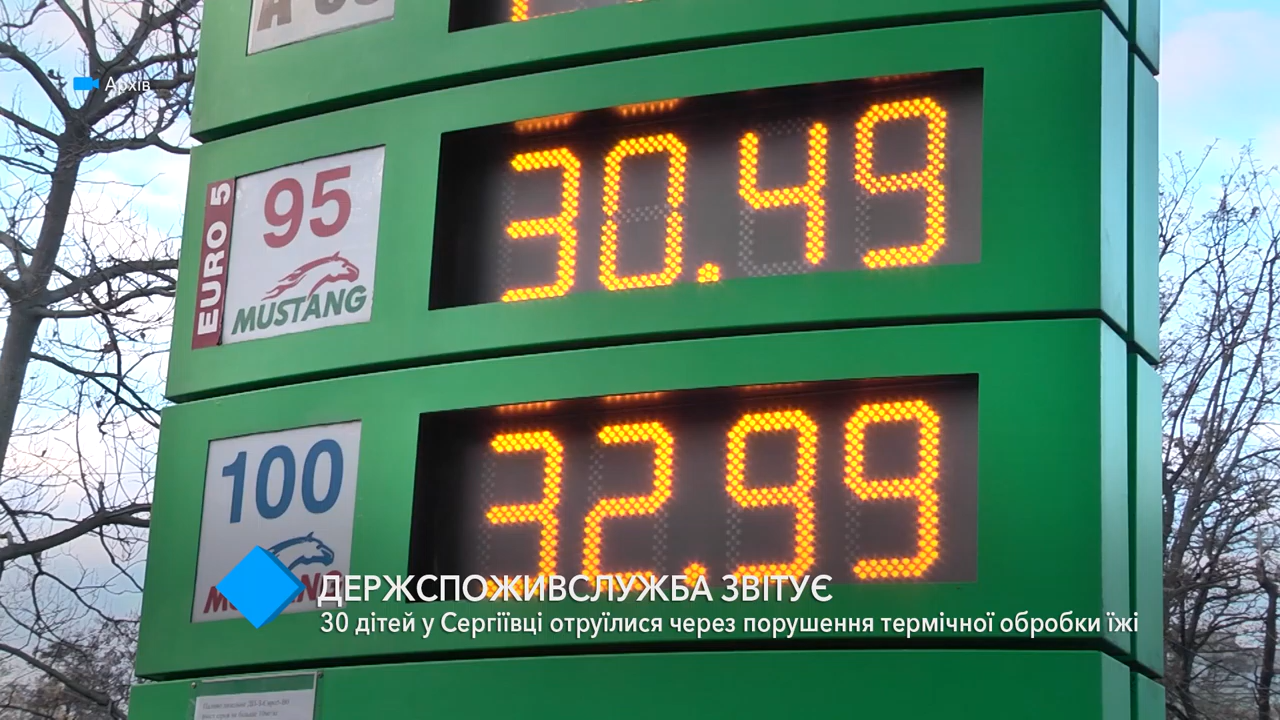 Архів
30.49
EURO 5
95
MUSTANG
32.99
100
ДЕРЖСПОЖИВСЛУЖБА ЗВІТУЄ
30 дітей у Сергіївці отруїлися через порушення термічної обробки їжі